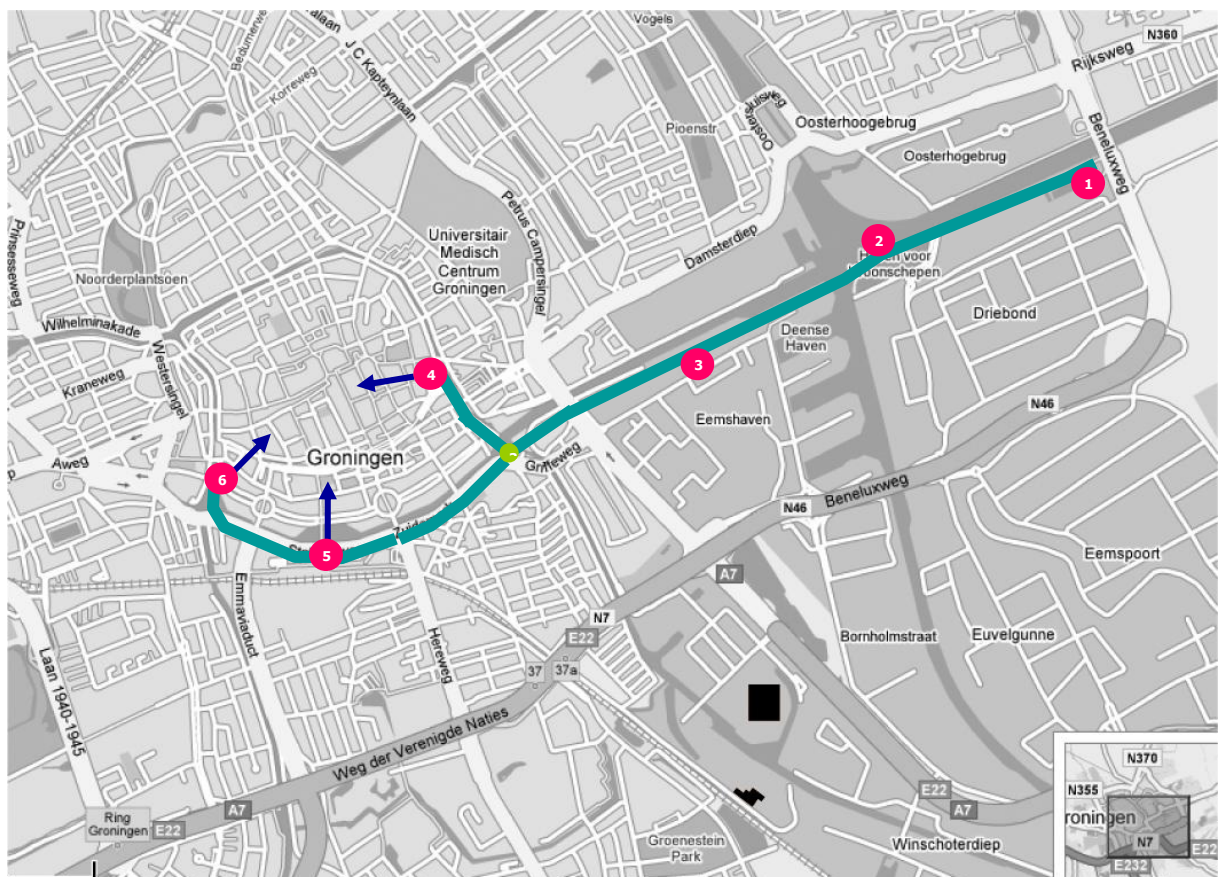 Vogels
N360
Rijksweg
J C Kapteynlaan
Bedumerweg
Korreweg
Pioenstr
Oosterhoogebrug
Oosterhogebrug
Beneluxweg
1
Petrus Campersingel
Universitair
Medisch
Centrum
Groningen
Damsterdiep
2
Prinsesseweg
Noorderplantsoen
Driebond
Wilhelminakade
Westersingel
Kraneweg
Deense
Haven
3
4
Eemshaven
N46
Aweg
Groningen
Griffeweg
6
Beneluxweg
N46
5
Eemspoort
A7
Emmaviaduct
Hereweg
N7
E22
Bornholmstraat
Euvelgunne
Laan 1940-1945
37
37a
Weg der Verenigde Naties
N370
N355
E22
A7
A7
Ring
Groningen
E22
Groenestein
Park
Winschoterdiep
roningen
N7
E22
E232